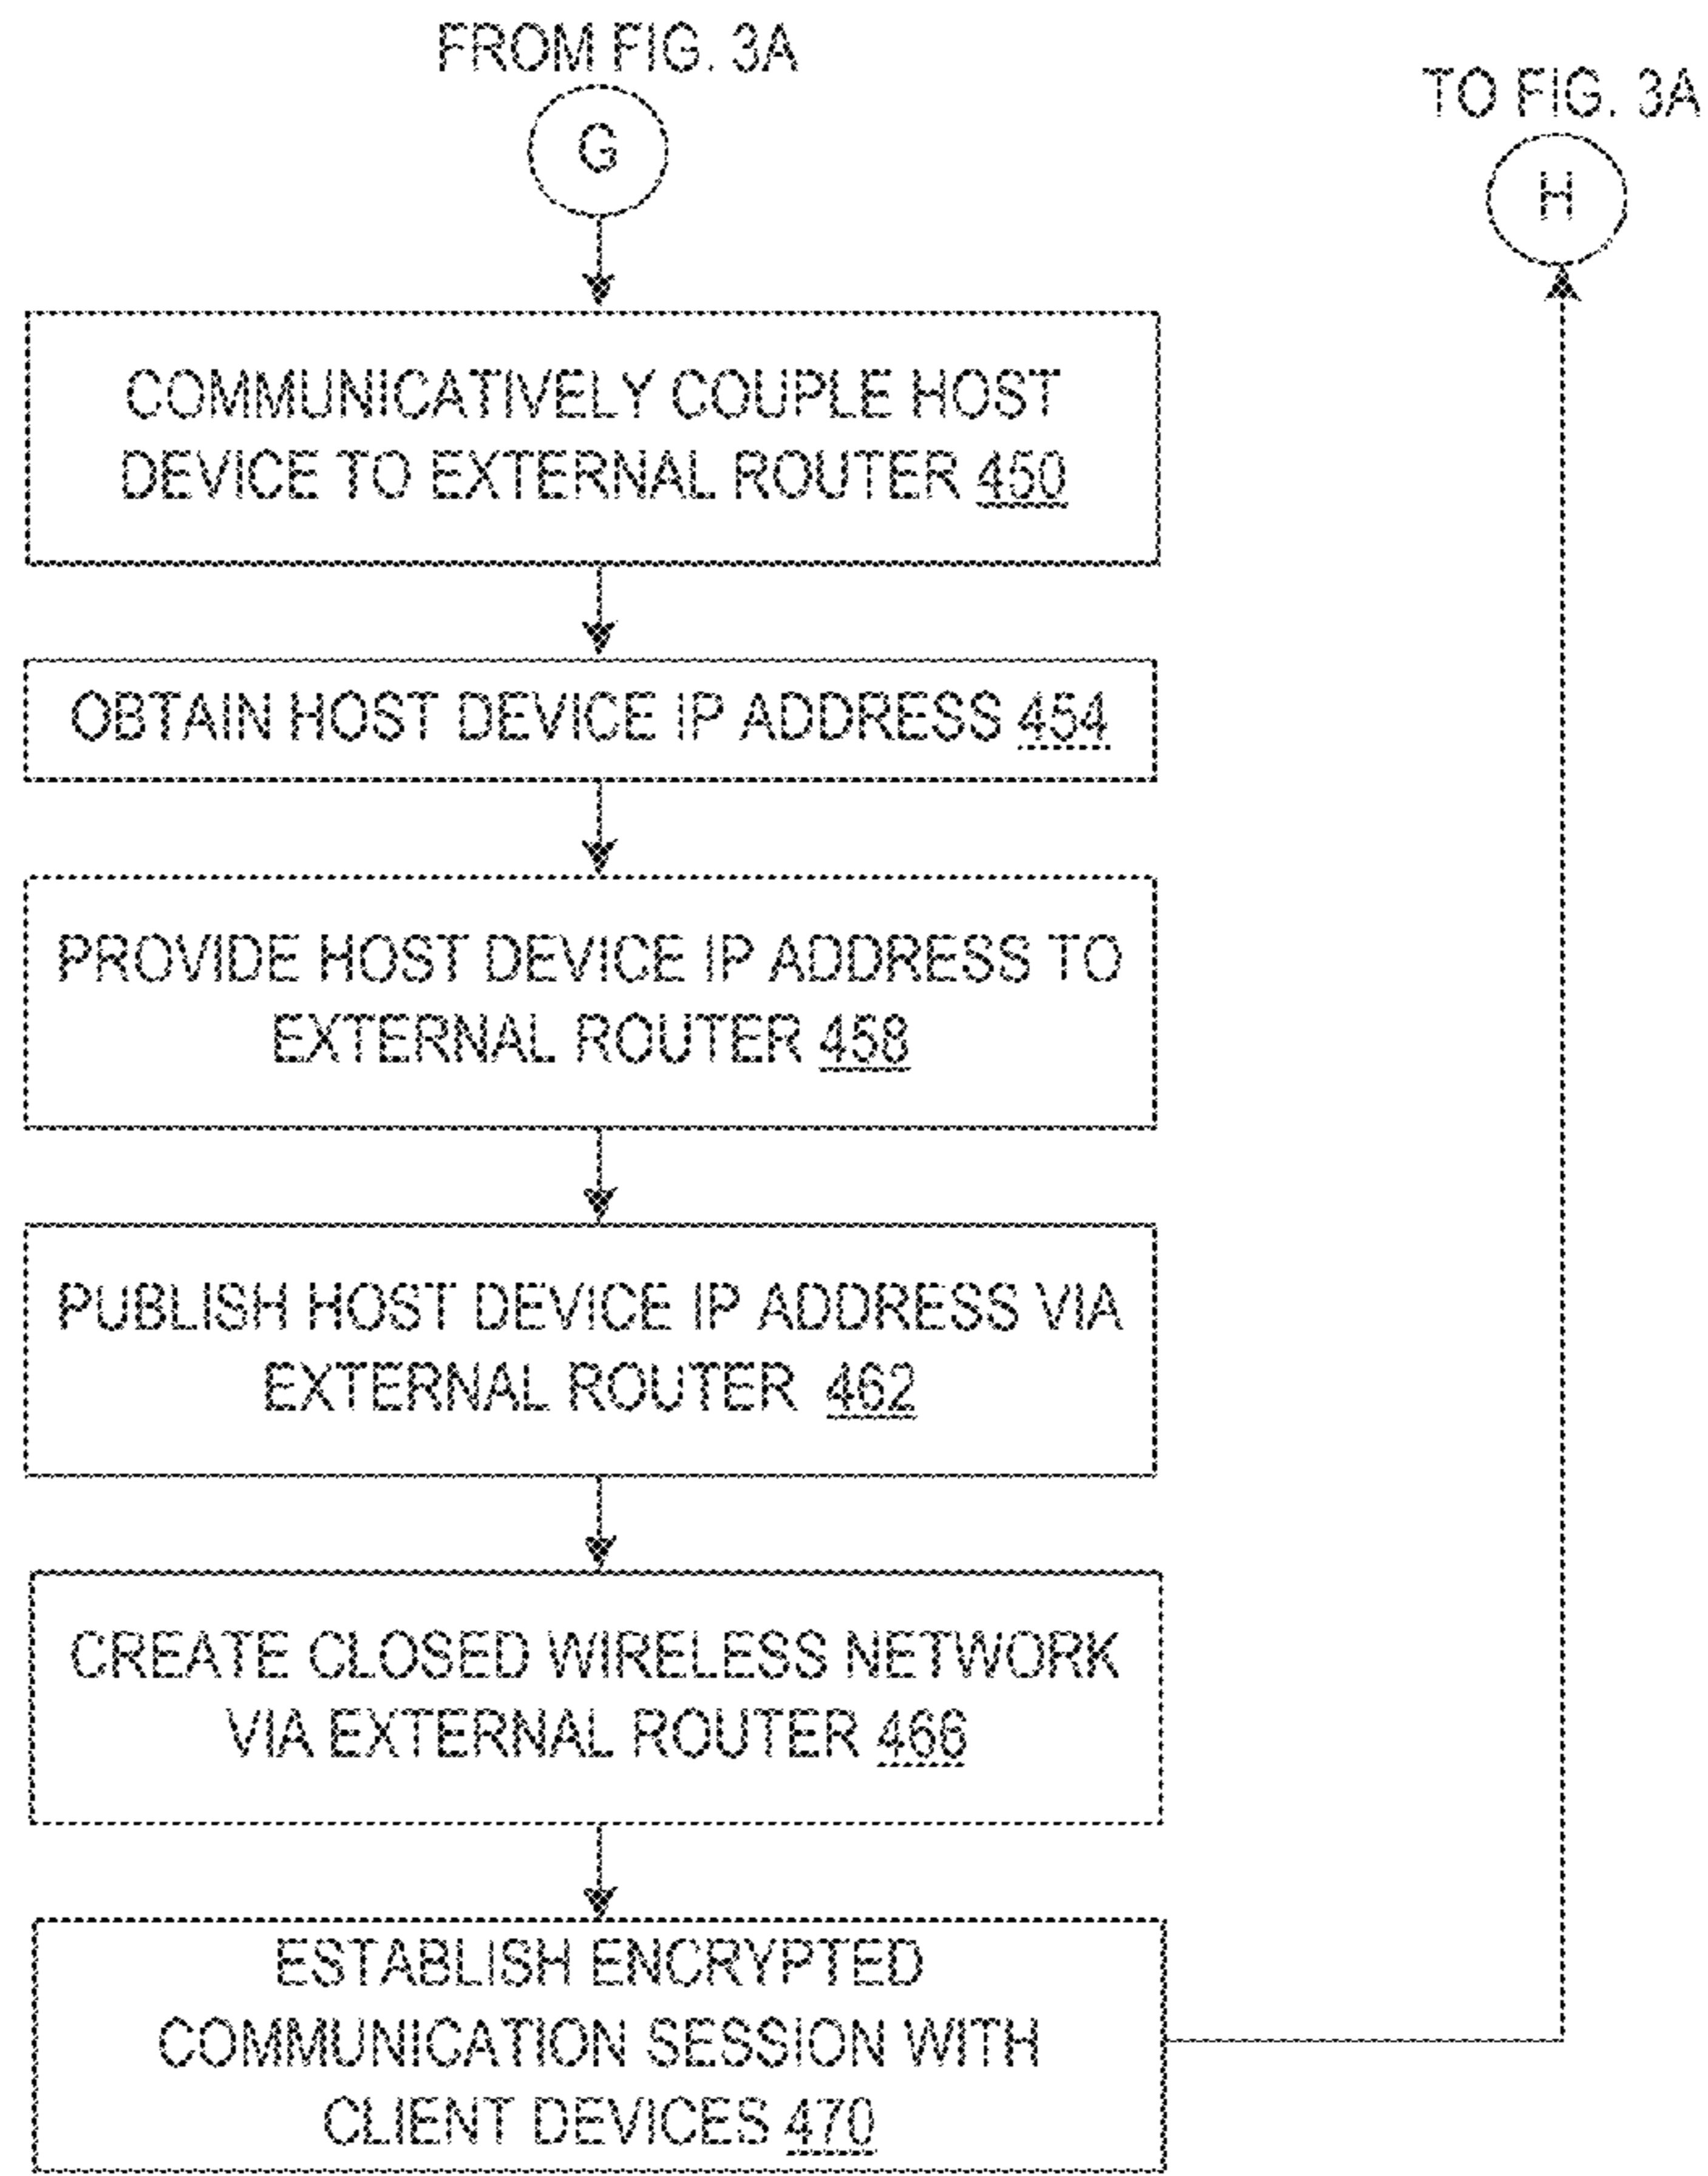 FROM FIG. 3A
G
TO FIG. 3A
H
COMMUNICATIVELY COUPLE HOST
DEVICE TO EXTERNAL ROUTER 450
OBTAIN HOST DEVICE IP ADDRESS 454
PROVIDE HOST DEVICE IP ADDRESS TO
EXTERNAL ROUTER 458
PUBLISH HOST DEVICE IP ADDRESS VIA
EXTERNAL ROUTER 462
CREATE CLOSED WIRELESS NETWORK
VIA EXTERNAL ROUTER 466
ESTABLISH ENCRYPTED
COMMUNICATION SESSION WITH
CLIENT DEVICES 470